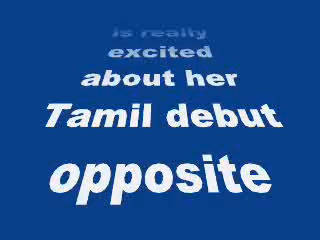 is really
excited
about her
Tamil debut
opposite